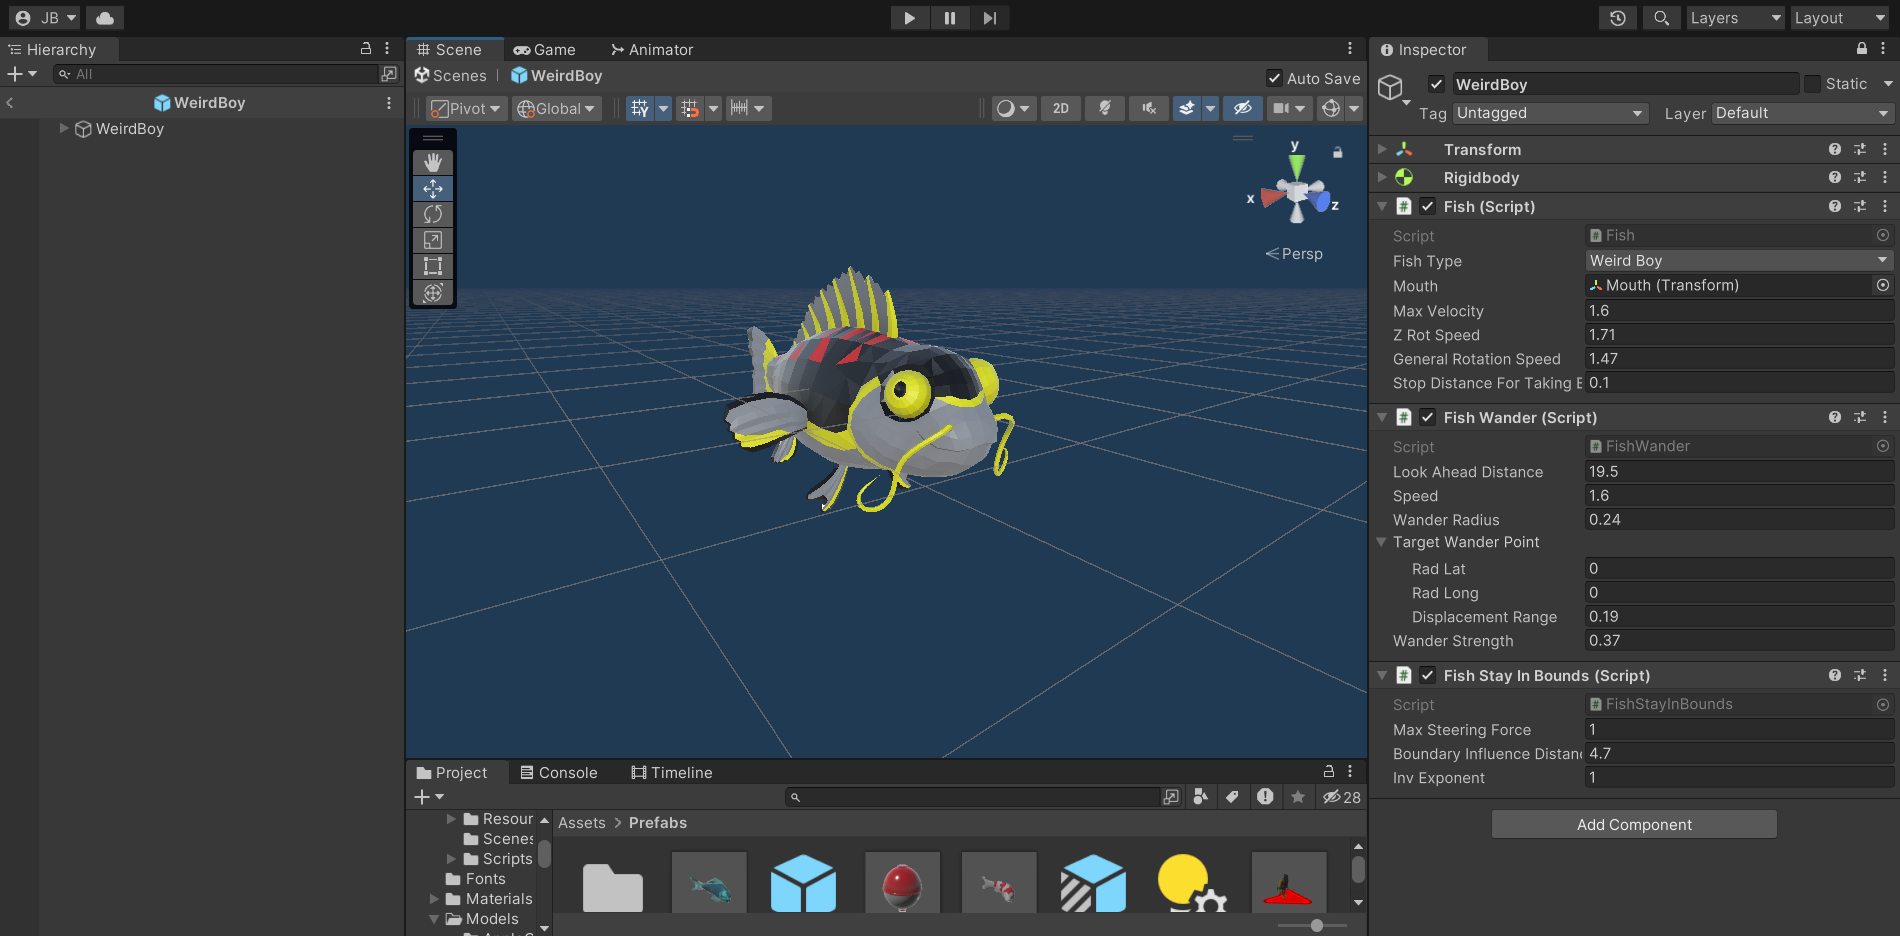 JB
Layers
Layout
Hierarchy
All
WeirdBoy
WeirdBoy
Scene
Game
Animator
Scenes
WeirdBoy
Auto Save
Pivot
Global
2D
y
x
z
Persp
Project
Console
Timeline
28
Resour
Scenes
Scripts
Fonts
Materials
Models
Assets > Prefabs
Inspector
WeirdBoy
Static
Tag Untagged
Layer Default
Transform
Rigidbody
Fish (Script)
Script Fish
Fish Type Weird Boy
Mouth Mouth (Transform)
Max Velocity 1.6
Z Rot Speed 1.71
General Rotation Speed 1.47
Stop Distance For Taking E 0.1
Fish Wander (Script)
Script FishWander
Look Ahead Distance 19.5
Speed 1.6
Wander Radius 0.24
Target Wander Point
Rad Lat 0
Rad Long 0
Displacement Range 0.19
Wander Strength 0.37
Fish Stay In Bounds (Script)
Script FishStayInBounds
Max Steering Force 1
Boundary Influence Distanc 4.7
Inv Exponent 1
Add Component